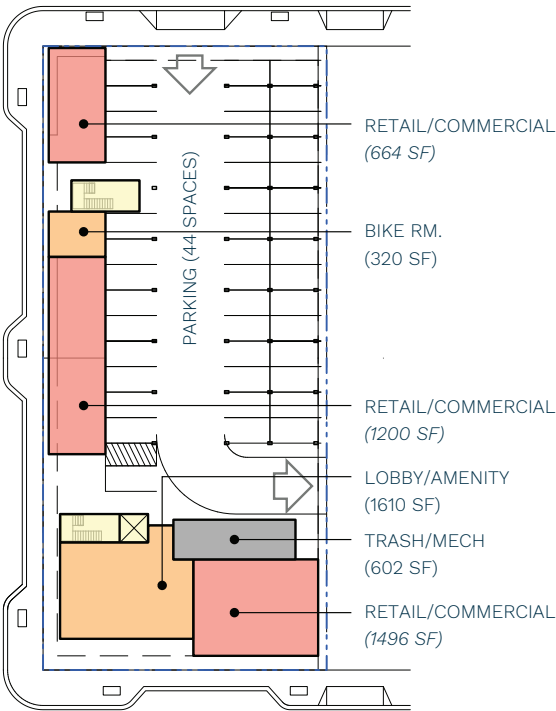 RETAIL/COMMERCIAL
(664 SF)
PARKING (44 SPACES)
BIKE RM.
(320 SF)
RETAIL/COMMERCIAL
(1200 SF)
LOBBY/AMENITY
(1610 SF)
TRASH/MECH
(602 SF)
RETAIL/COMMERCIAL
(1496 SF)